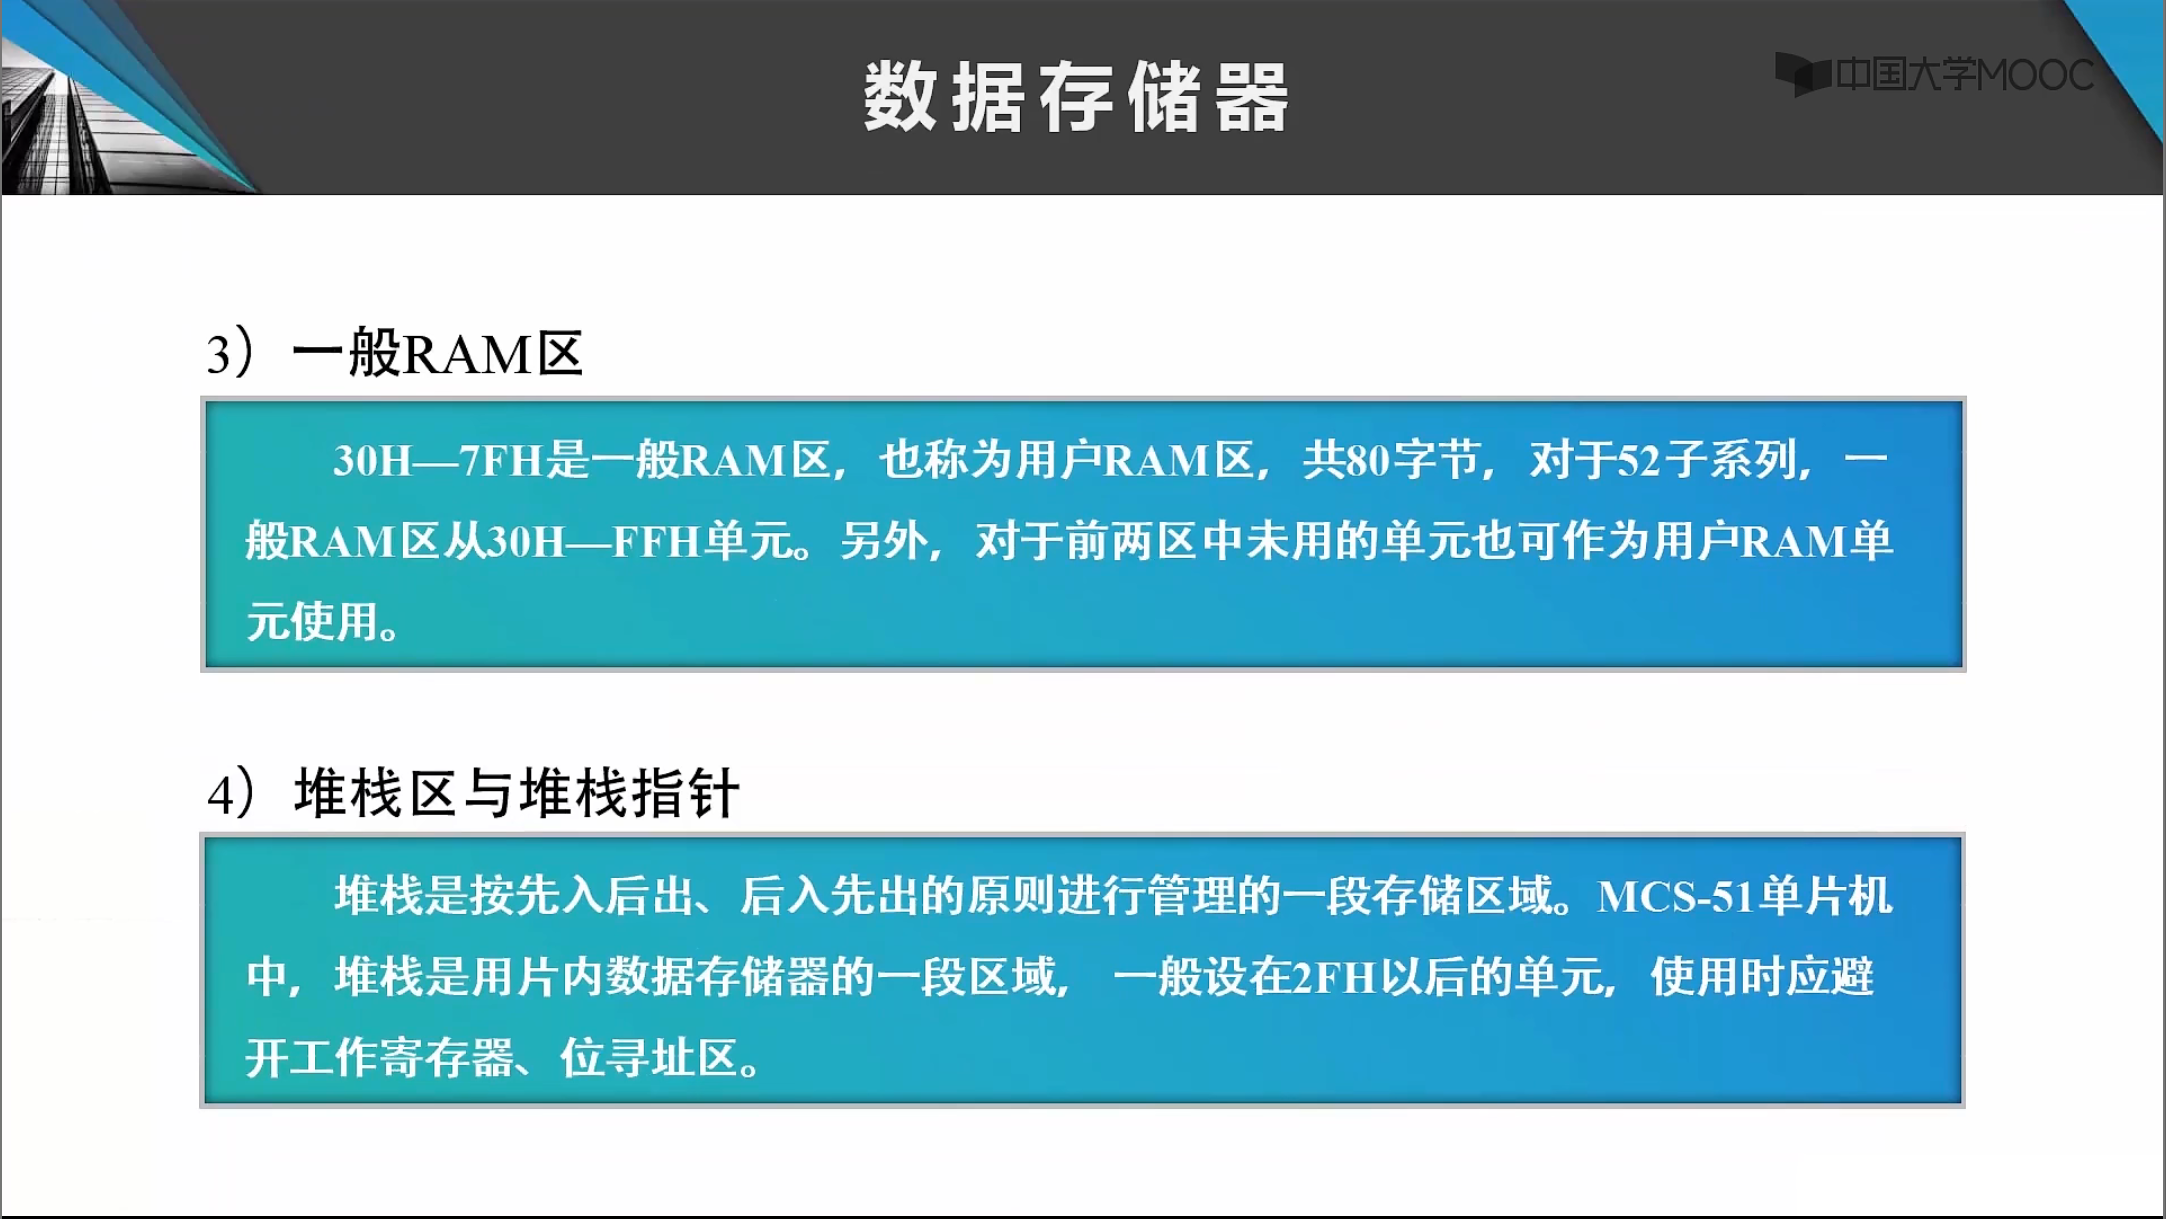 数据存储器
中国大学MOOC
3）一般RAM区
30H—7FH是一般RAM区，也称为用户RAM区，共80字节，对于52子系列，一
般RAM区从30H—FFH单元。另外，对于前两区中未用的单元也可作为用户RAM单
元使用。
4）堆栈区与堆栈指针
堆栈是按先入后出、后入先出的原则进行管理的一段存储区域。MCS-51单片机
中，堆栈是用片内数据存储器的一段区域，一般设在2FH以后的单元，使用时应避
开工作寄存器、位寻址区。